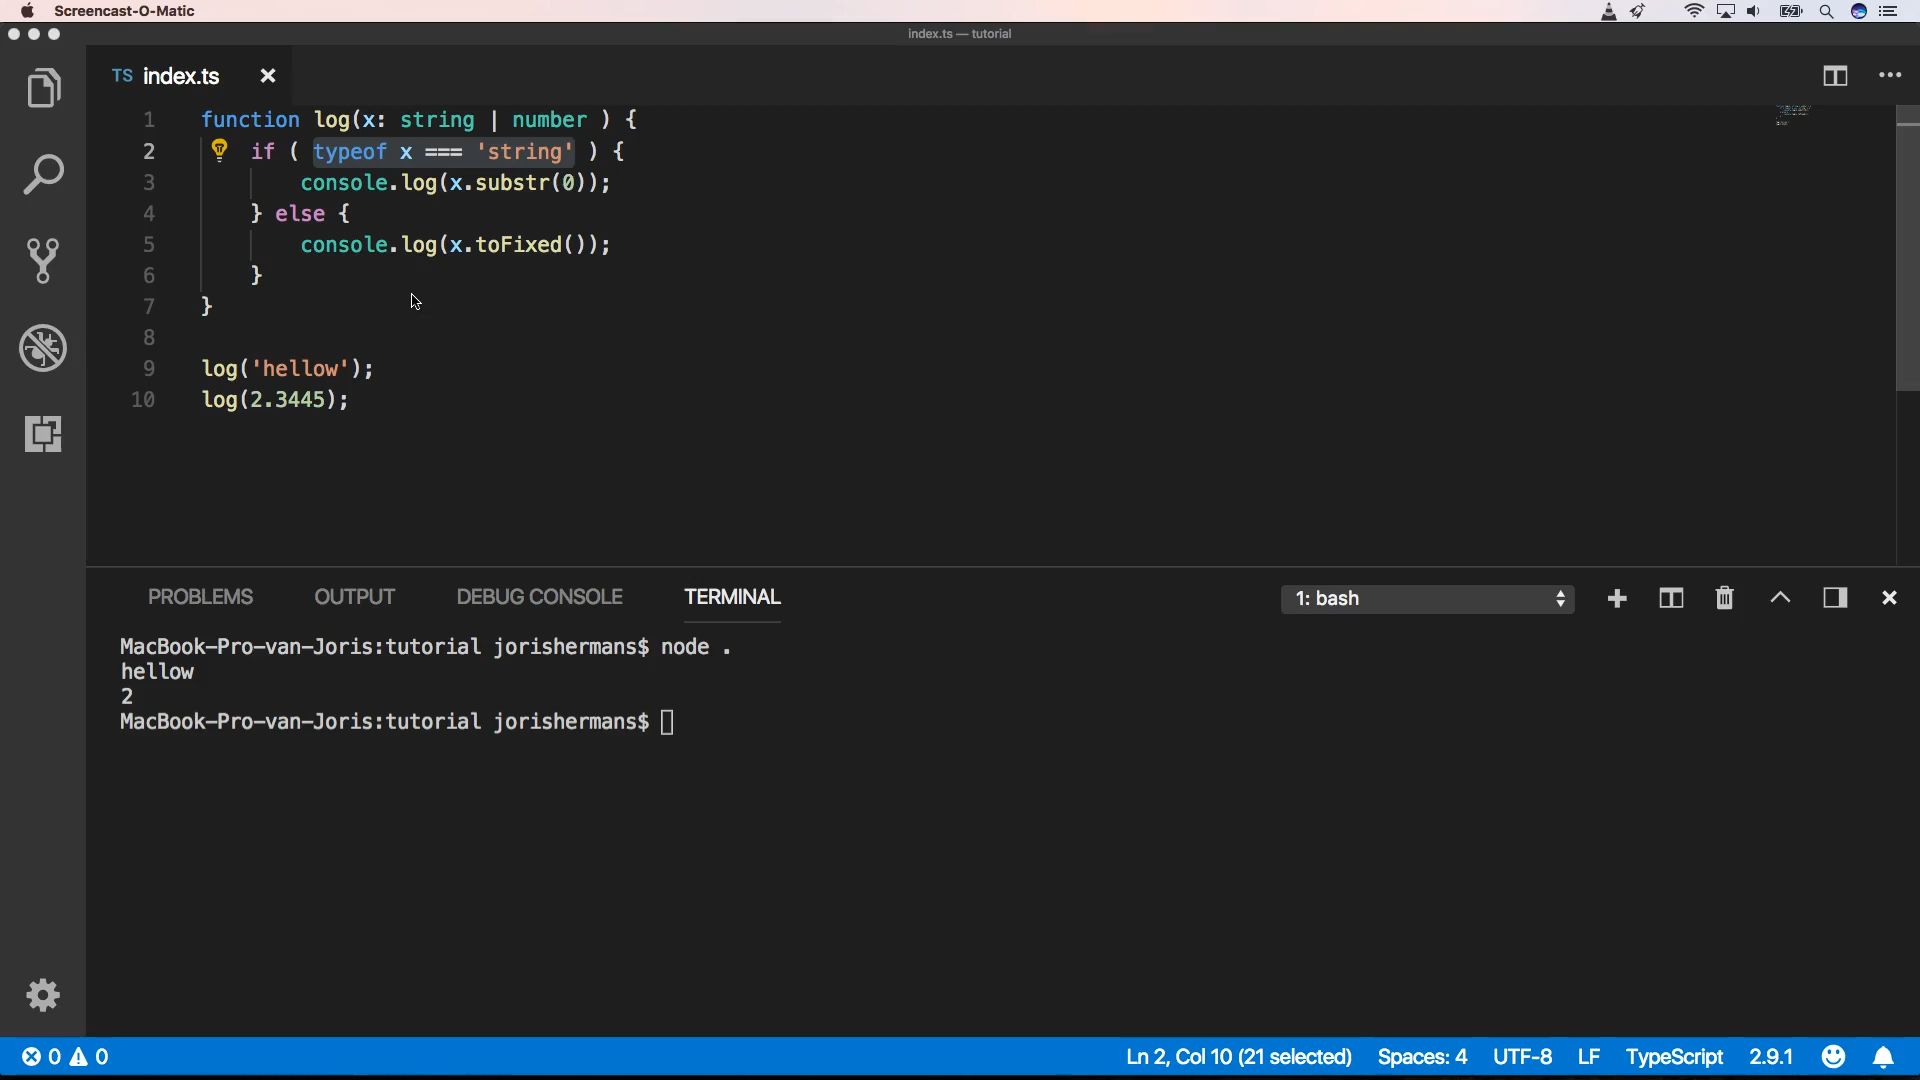 Screencast-O-Matic
index.ts — tutorial
TS index.ts
1 function log(x: string | number ) {
2 if ( typeof x === 'string' ) {
3 console.log(x.substr(0));
4 } else {
5 console.log(x.toFixed());
6 }
7 }
8
9 log('hellow');
10 log(2.3445);
PROBLEMS OUTPUT DEBUG CONSOLE TERMINAL 1: bash
MacBook-Pro-van-Joris:tutorial jorishermans$ node .
hellow
2
MacBook-Pro-van-Joris:tutorial jorishermans$
0 0 Ln 2, Col 10 (21 selected) Spaces: 4 UTF-8 LF TypeScript 2.9.1